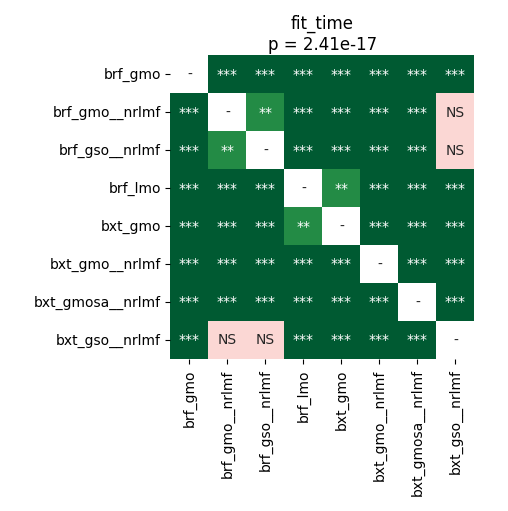 fit_time
p = 2.41e-17
brf_gmo - *** *** *** *** *** *** ***
brf_gmo__nrlmf *** - ** *** *** *** *** NS
brf_gso__nrlmf *** ** - *** *** *** *** NS
brf_lmo *** *** *** - ** *** *** ***
bxt_gmo *** *** *** ** - *** *** ***
bxt_gmo__nrlmf *** *** *** *** *** - *** ***
bxt_gmosa__nrlmf *** *** *** *** *** *** - ***
bxt_gso__nrlmf *** NS NS *** *** *** *** -
brf_gmo
brf_gmo__nrlmf
brf_gso__nrlmf
brf_lmo
bxt_gmo
bxt_gmo__nrlmf
bxt_gmosa__nrlmf
bxt_gso__nrlmf